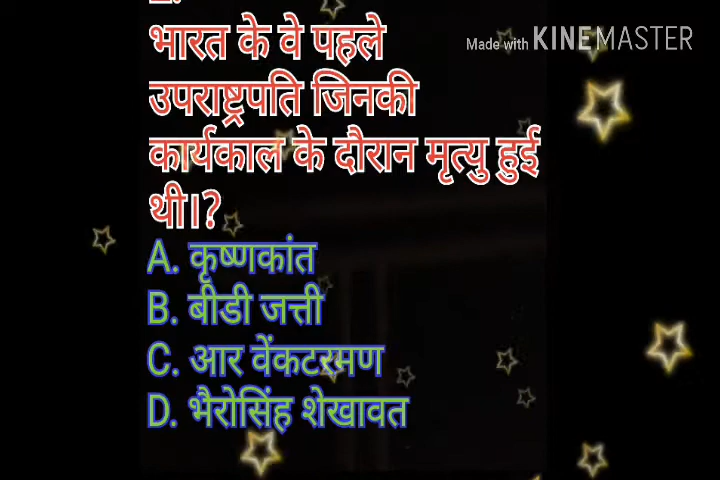 भारत के वे पहले
Made with KINEMASTER
उपराष्ट्रपति जिनकी
कार्यकाल के दौरान मृत्यु हुई
थी।?
A. कृष्णकांत
B. बीडी जत्ती
C. आर वेंकटरमण
D. भैरोसिंह शेखावत